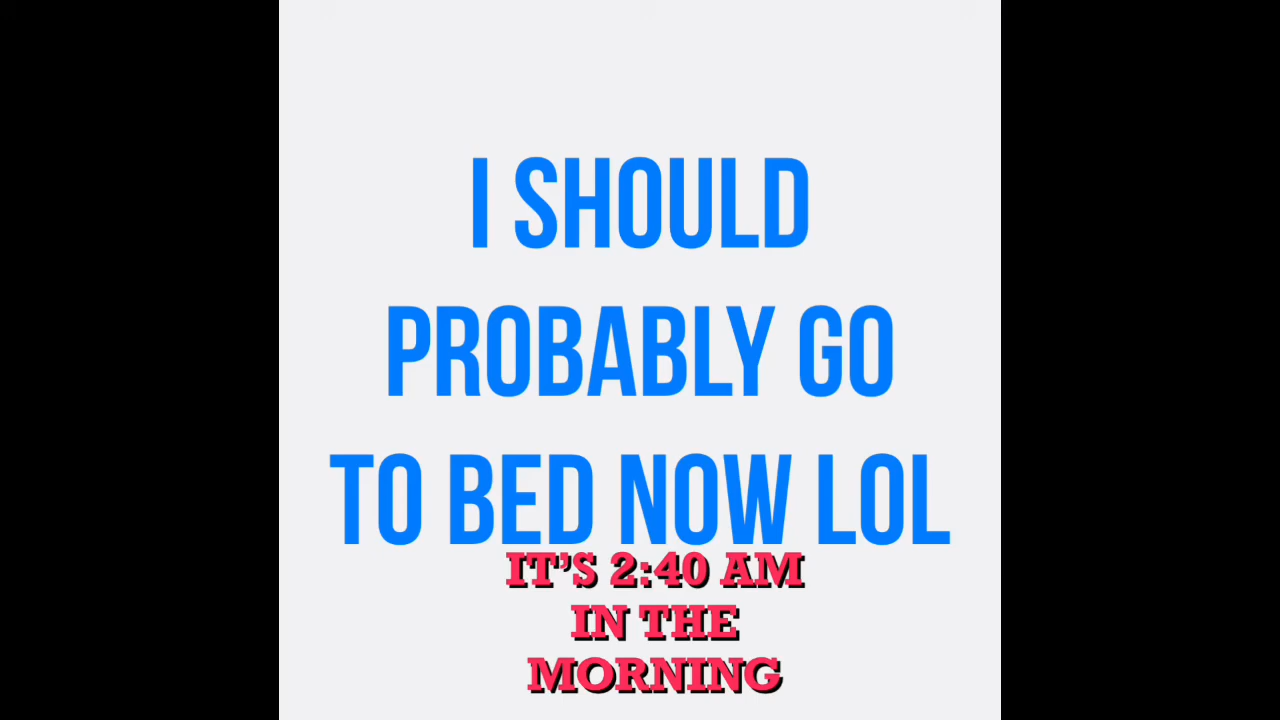 I SHOULD
PROBABLY GO
TO BED NOW LOL
IT'S 2:40 AM
IN THE
MORNING